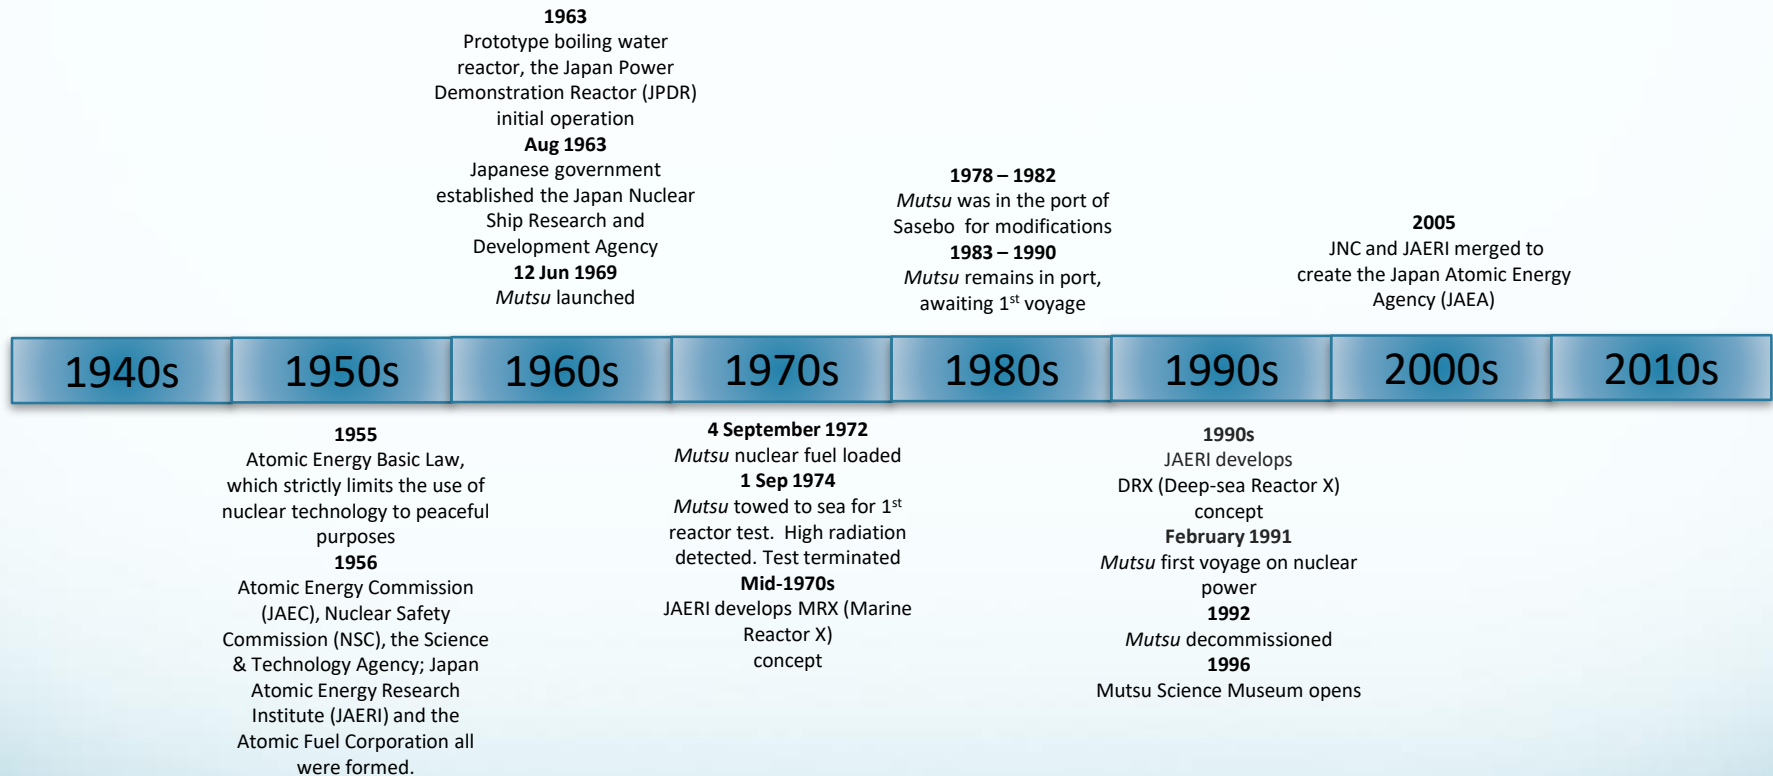 1963
Prototype boiling water
reactor, the Japan Power
Demonstration Reactor (JPDR)
initial operation
Aug 1963
Japanese government
established the Japan Nuclear
Ship Research and
Development Agency
12 Jun 1969
Mutsu launched
1978 – 1982
Mutsu was in the port of
Sasebo for modifications
1983 – 1990
Mutsu remains in port,
awaiting 1st voyage
2005
JNC and JAERI merged to
create the Japan Atomic Energy
Agency (JAEA)
1940s
1950s
1960s
1970s
1980s
1990s
2000s
2010s
1955
Atomic Energy Basic Law,
which strictly limits the use of
nuclear technology to peaceful
purposes
1956
Atomic Energy Commission
(JAEC), Nuclear Safety
Commission (NSC), the Science
& Technology Agency; Japan
Atomic Energy Research
Institute (JAERI) and the
Atomic Fuel Corporation all
were formed.
4 September 1972
Mutsu nuclear fuel loaded
1 Sep 1974
Mutsu towed to sea for 1st
reactor test. High radiation
detected. Test terminated
Mid-1970s
JAERI develops MRX (Marine
Reactor X)
concept
1990s
JAERI develops
DRX (Deep-sea Reactor X)
concept
February 1991
Mutsu first voyage on nuclear
power
1992
Mutsu decommissioned
1996
Mutsu Science Museum opens